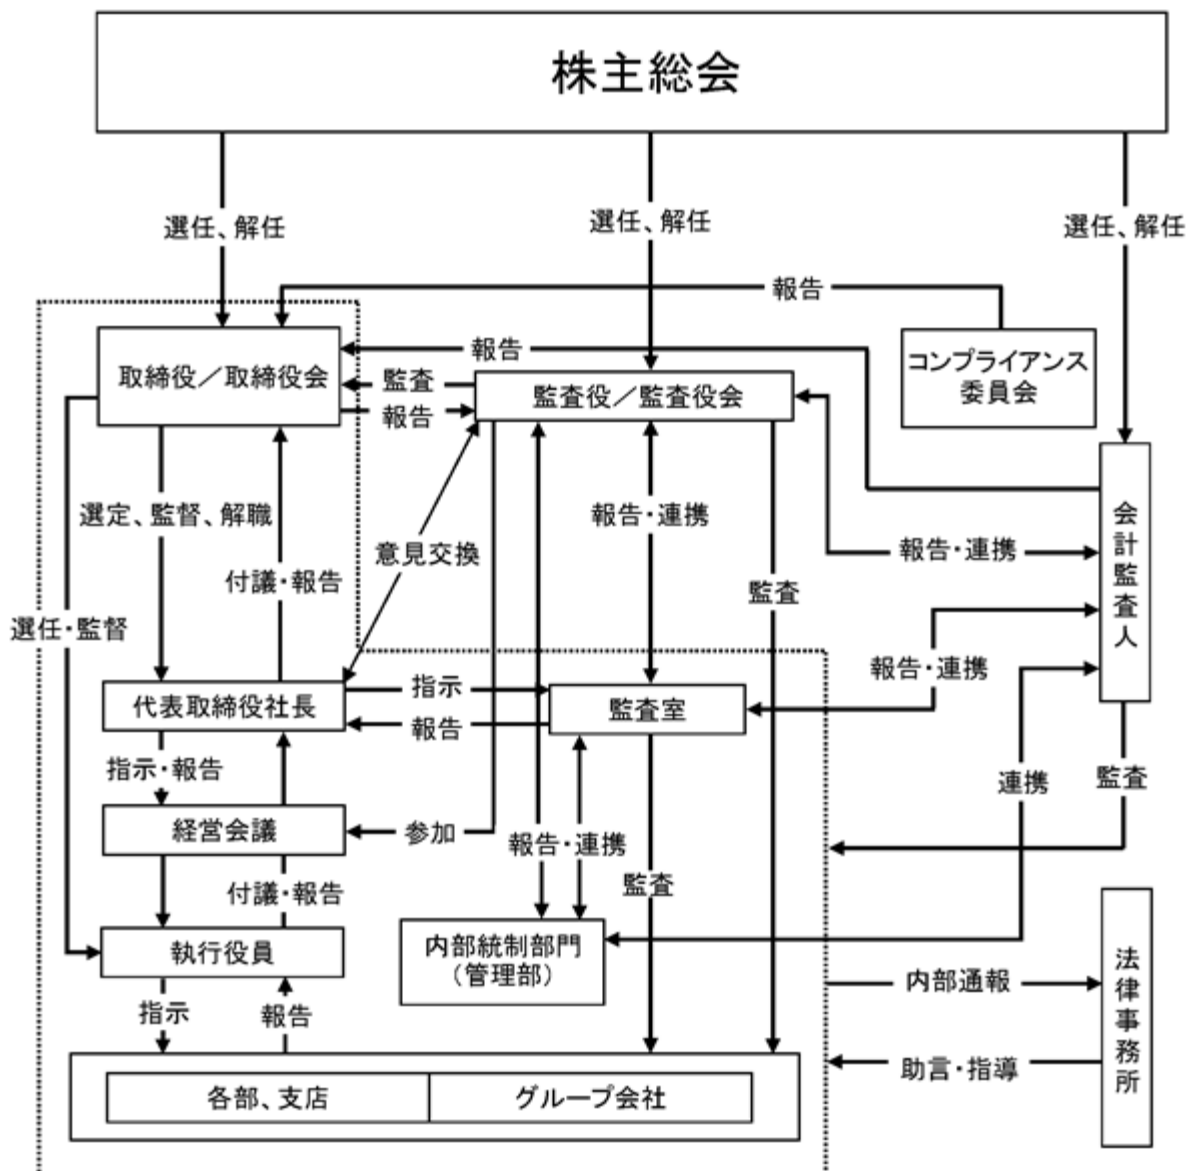 株主総会
選任、解任
選任、解任
選任、解任
報告
コンプライアンス
委員会
報告
取締役／取締役会
監査
報告
監査役／監査役会
会計監査人
選定、監督、解職
報告・連携
意見交換
報告・連携
付議・報告
監査
選任・監督
報告・連携
代表取締役社長
指示
報告
監査室
指示・報告
連携
監査
経営会議
参加
報告・連携
付議・報告
監査
執行役員
内部統制部門
（管理部）
法律事務所
内部通報
指示
報告
助言・指導
各部、支店
グループ会社